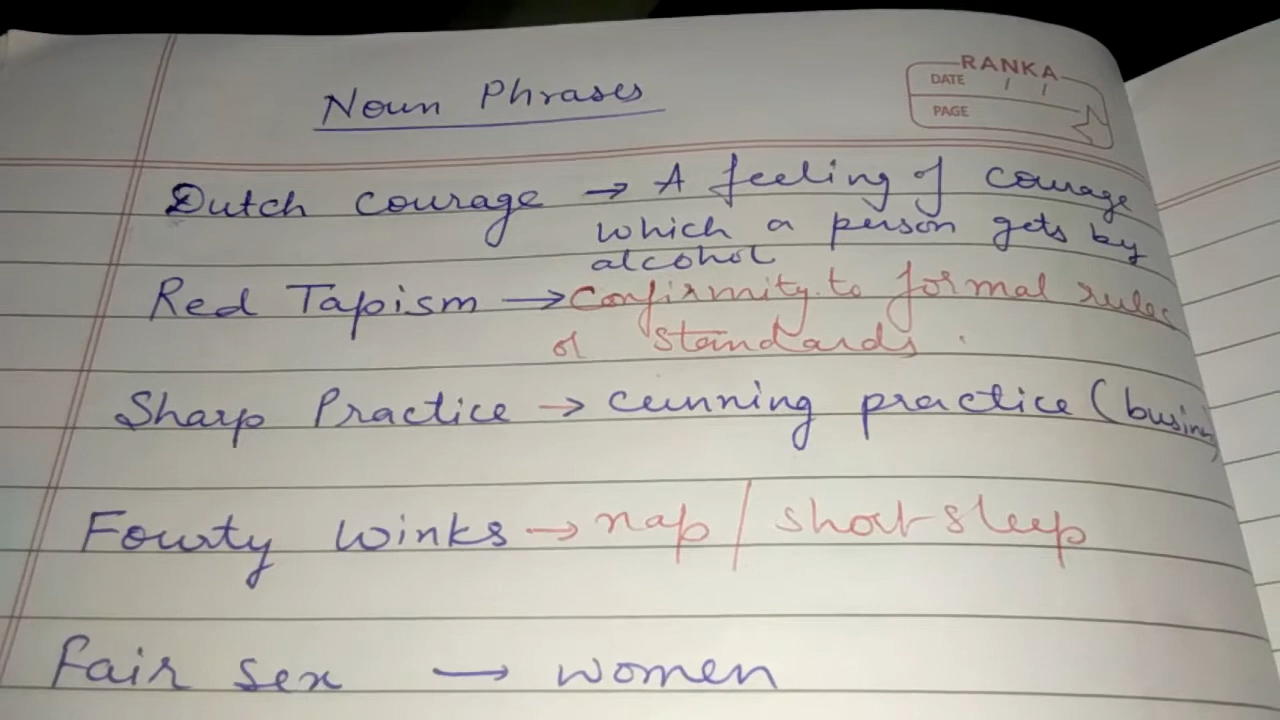 RANKA
DATE / /
PAGE
Noun Phrases
Dutch courage → A feeling of courage
which a person gets by
alcohol
Red Tapism → Confirmity to formal rules
of standards.
Sharp Practice → cunning practice (busin
Fourty winks → nap / short sleep
Fair sex → women